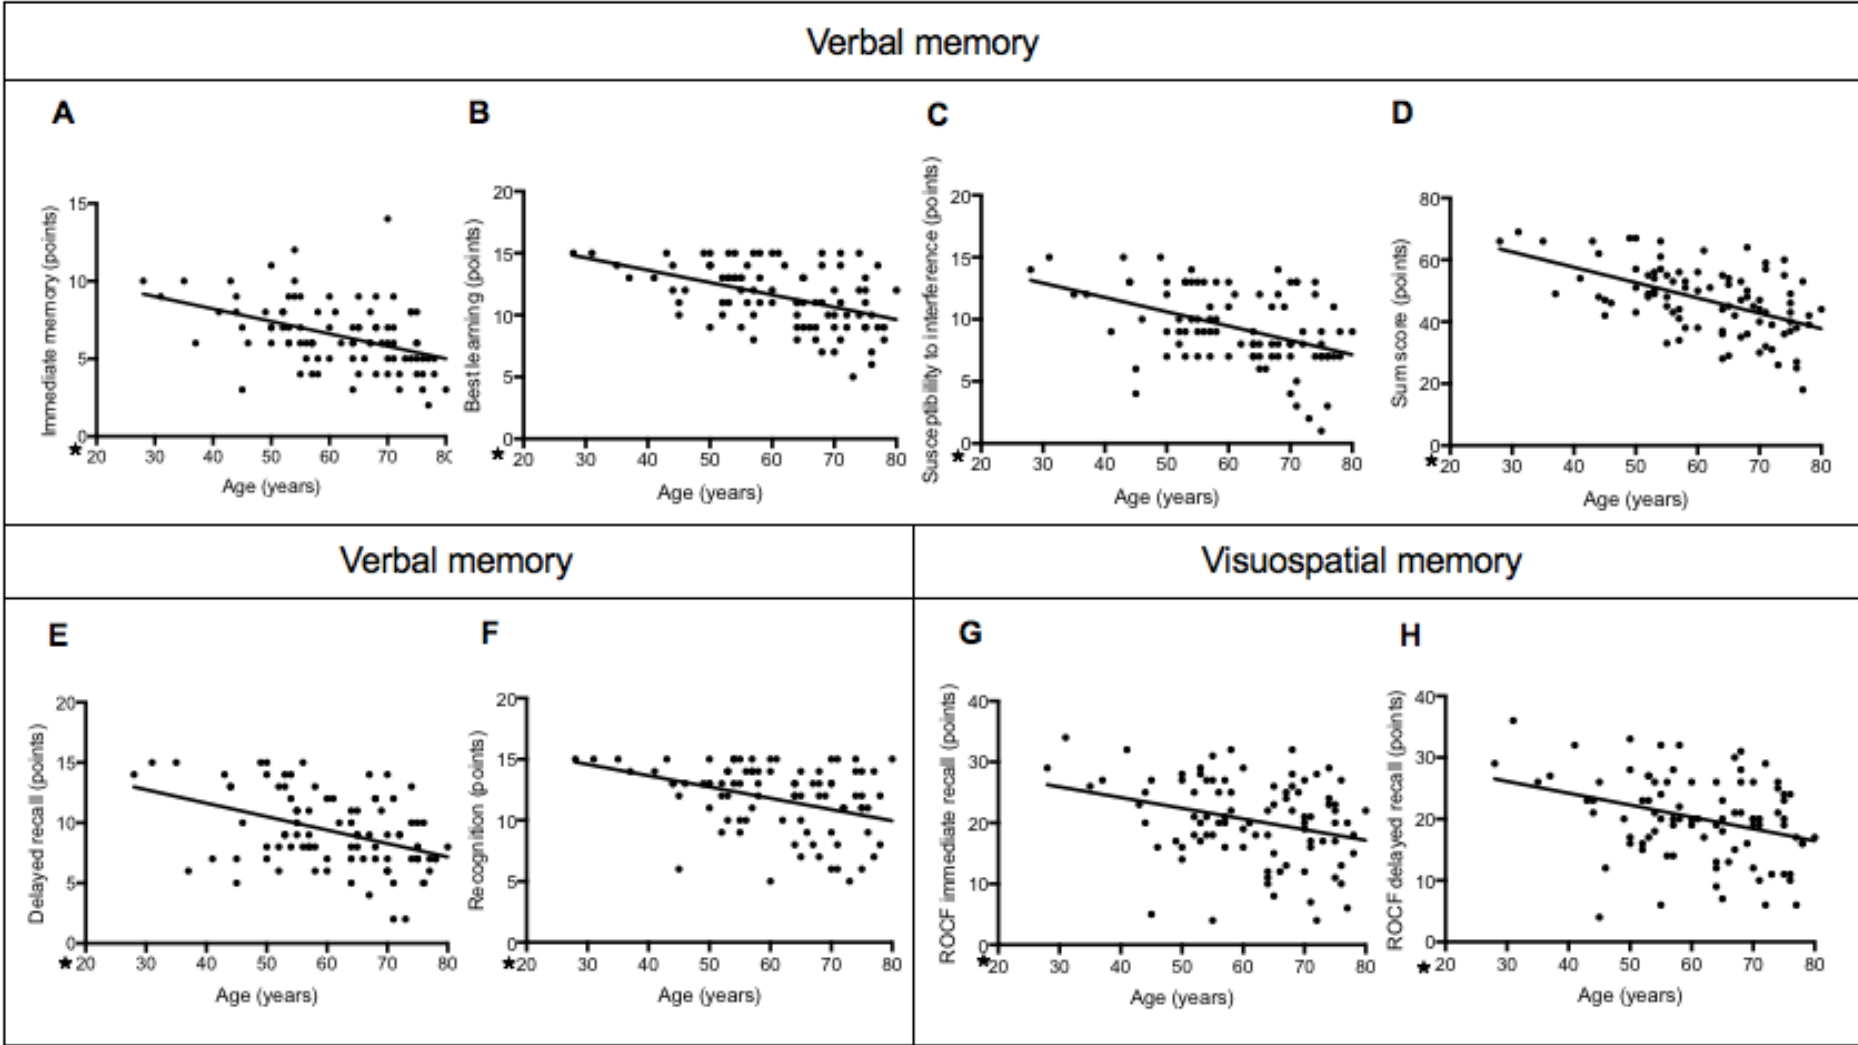 Verbal memory
A
B
C
D
Immediate memory (points)
15
10
5
0
* 20 30 40 50 60 70 80
Age (years)
Best learning (points)
20
15
10
5
0
* 20 30 40 50 60 70 80
Age (years)
Susceptibility to interference (points)
20
15
10
5
0
* 20 30 40 50 60 70 80
Age (years)
Sum score (points)
80
60
40
20
0
* 20 30 40 50 60 70 80
Age (years)
Verbal memory
Visuospatial memory
E
F
G
H
Delayed recall (points)
20
15
10
5
0
* 20 30 40 50 60 70 80
Age (years)
Recognition (points)
20
15
10
5
0
* 20 30 40 50 60 70 80
Age (years)
ROCF immediate recall (points)
40
30
20
10
0
* 20 30 40 50 60 70 80
Age (years)
ROCF delayed recall (points)
40
30
20
10
0
* 20 30 40 50 60 70 80
Age (years)